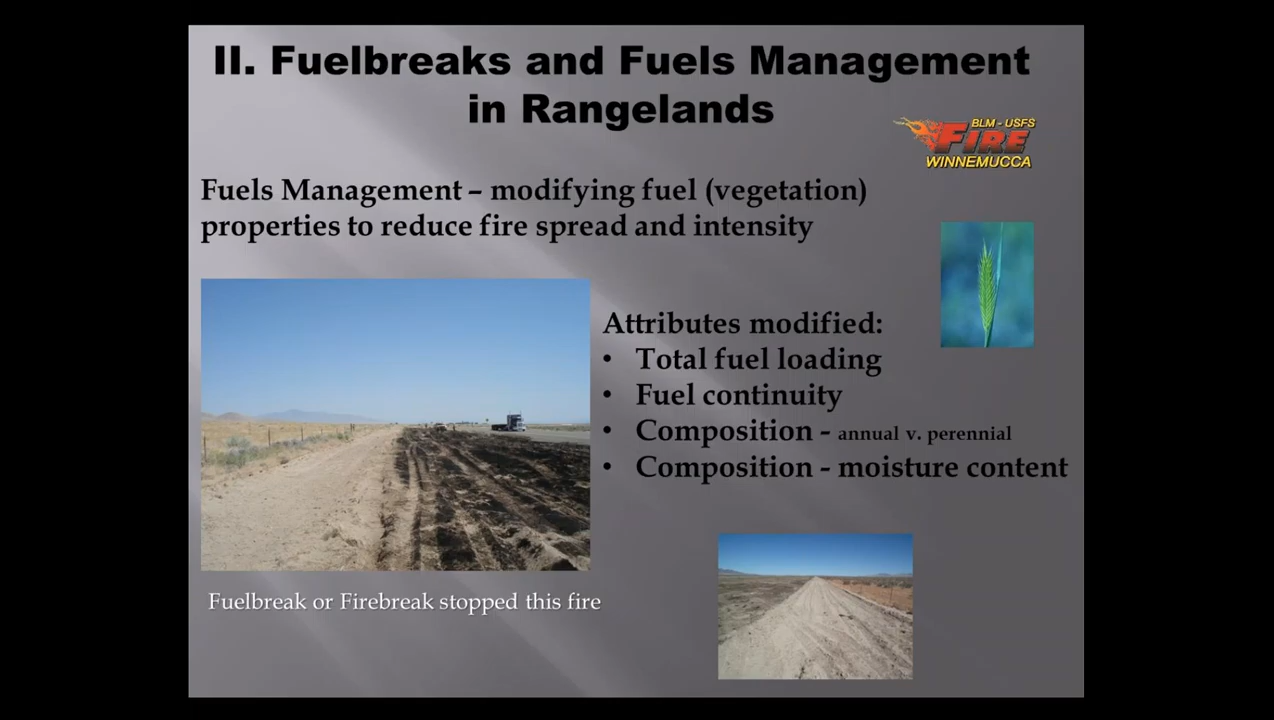 II. Fuelbreaks and Fuels Management
in Rangelands
BLM - USFS
FIRE
WINNEMUCCA
Fuels Management – modifying fuel (vegetation)
properties to reduce fire spread and intensity
Attributes modified:
• Total fuel loading
• Fuel continuity
• Composition - annual v. perennial
• Composition - moisture content
Fuelbreak or Firebreak stopped this fire